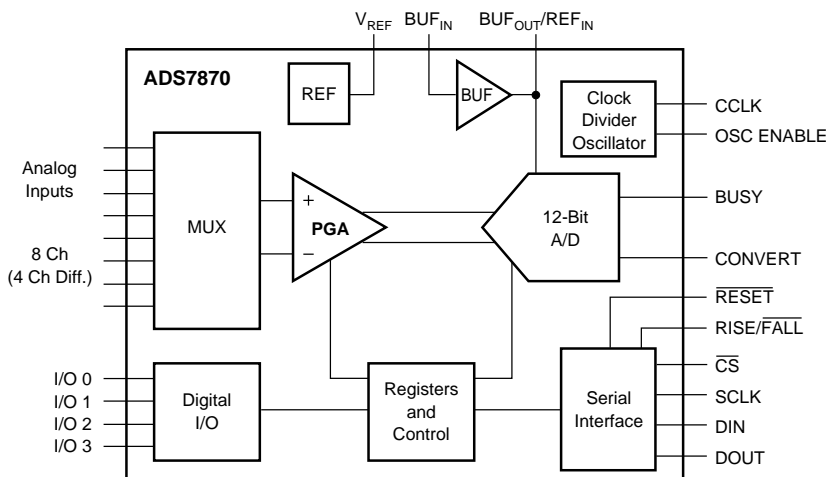 VREF BUFIN BUFOUT/REFIN
ADS7870
REF
BUF
Clock
Divider
Oscillator
CCLK
OSC ENABLE
Analog
Inputs
8 Ch
(4 Ch Diff.)
MUX
+
PGA
−
12-Bit
A/D
BUSY
CONVERT
RESET
RISE/FALL
CS
SCLK
DIN
DOUT
I/O 0
I/O 1
I/O 2
I/O 3
Digital
I/O
Registers
and
Control
Serial
Interface